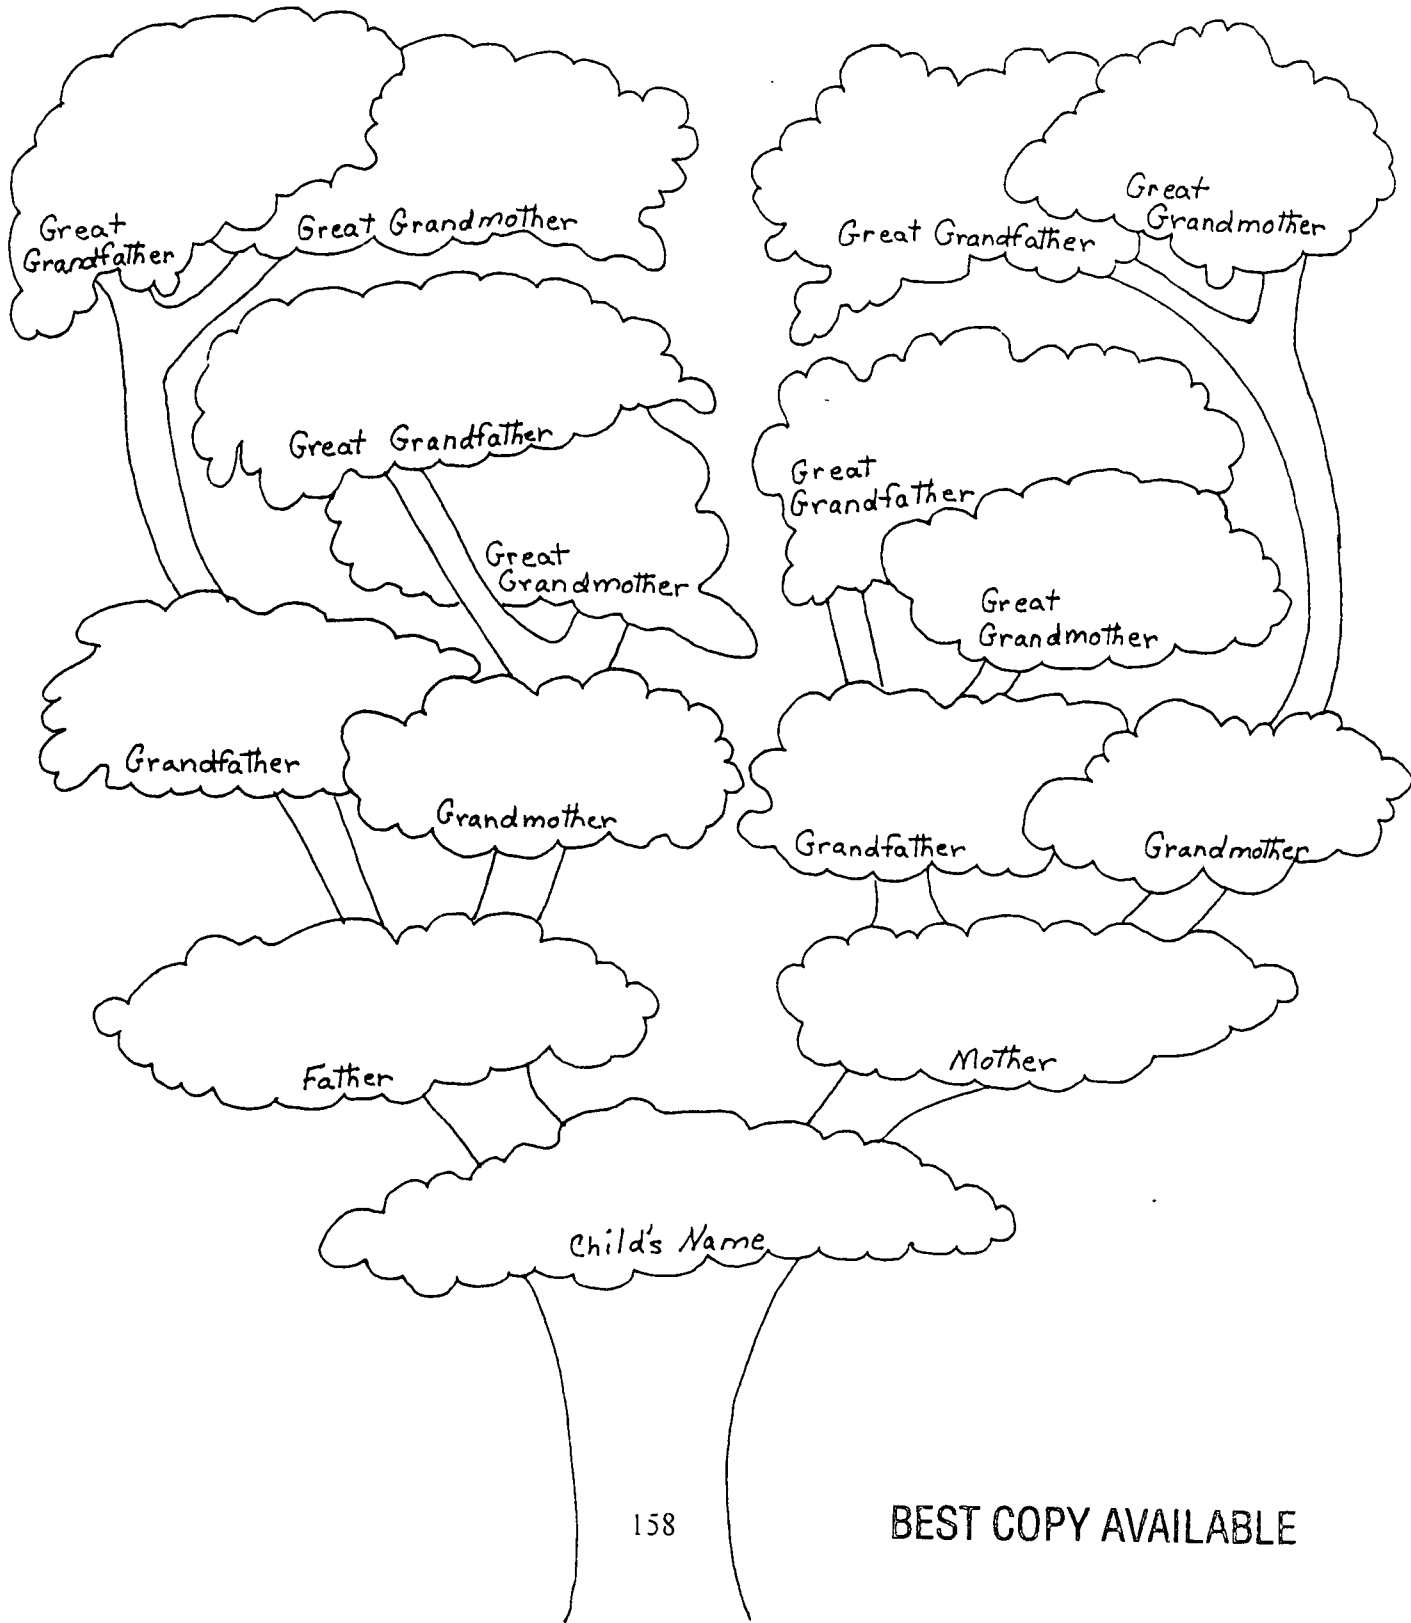 Great
Grandfather
Great Grandmother
Great Grandfather
Great
Grandmother
Great Grandfather
Great
Grandmother
Great
Grandfather
Great
Grandmother
Grandfather
Grandmother
Grandfather
Grandmother
Father
Mother
Child's Name
158
BEST COPY AVAILABLE